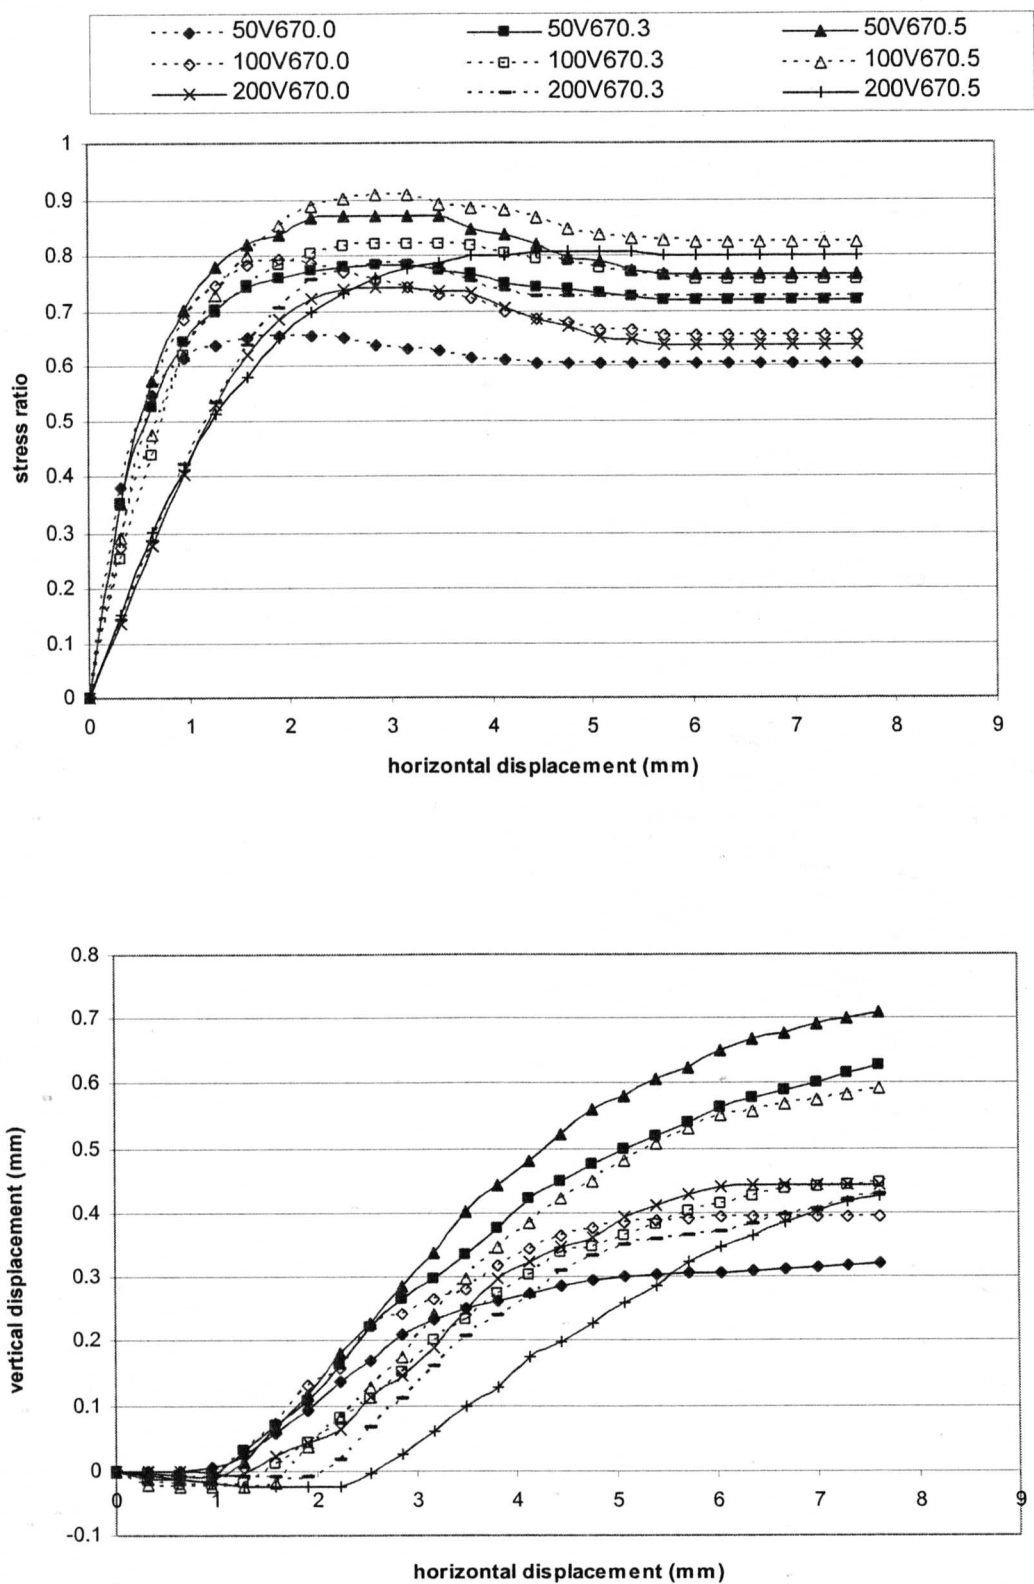 50V670.0 50V670.3 50V670.5
100V670.0 100V670.3 100V670.5
200V670.0 200V670.3 200V670.5
1
0.9
0.8
0.7
0.6
0.5
0.4
0.3
0.2
0.1
0
stress ratio
0 1 2 3 4 5 6 7 8 9
horizontal displacement (mm)
0.8
0.7
0.6
0.5
0.4
0.3
0.2
0.1
0
-0.1
vertical displacement (mm)
0 1 2 3 4 5 6 7 8 9
horizontal displacement (mm)